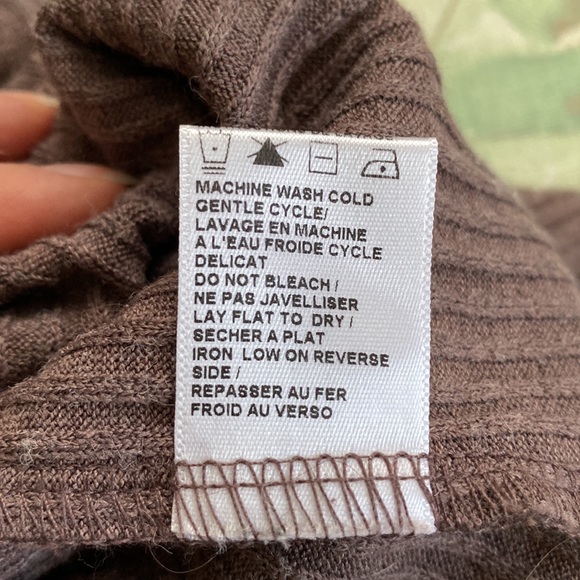 MACHINE WASH COLD
GENTLE CYCLE/
LAVAGE EN MACHINE
A L'EAU FROIDE CYCLE
DELICAT
DO NOT BLEACH /
NE PAS JAVELLISER
LAY FLAT TO DRY /
SÉCHER A PLAT
IRON LOW ON REVERSE
SIDE /
REPASSER AU FER
FROID AU VERSO